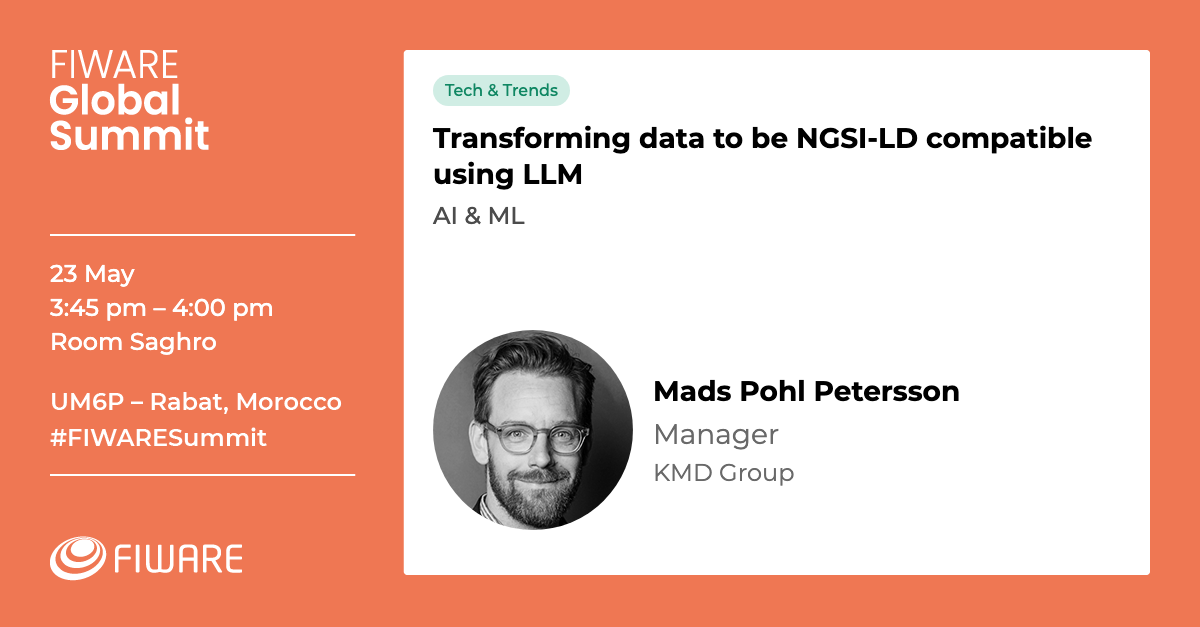 FIWARE
Global
Summit
23 May
3:45 pm – 4:00 pm
Room Saghro
UM6P – Rabat, Morocco
#FIWARESummit
FIWARE
Tech & Trends
Transforming data to be NGSI-LD compatible
using LLM
AI & ML
Mads Pohl Petersson
Manager
KMD Group